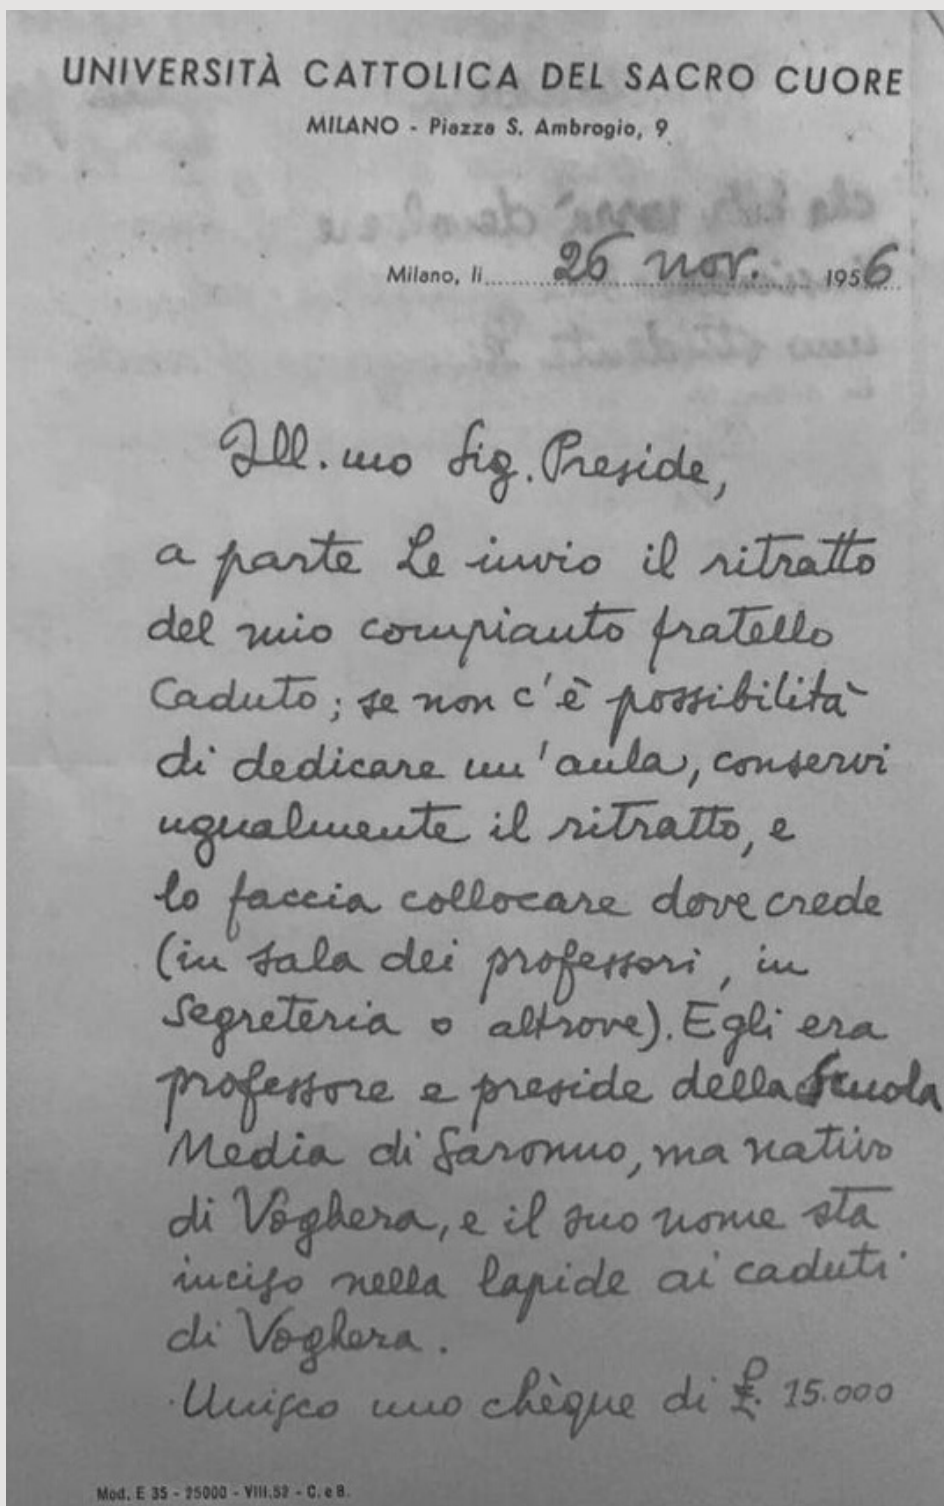 UNIVERSITÀ CATTOLICA DEL SACRO CUORE
MILANO - Piazza S. Ambrogio, 9
Milano, li 26 nov. 1956
Ill.mo Sig. Preside,
a parte Le invio il ritratto
del mio compianto fratello
Caduto; se non c'è possibilità
di dedicare un'aula, conservi
ugualmente il ritratto, e
lo faccia collocare dove crede
(in sala dei professori, in
Segreteria o altrove). Egli era
professore e preside della Scuola
Media di Saronno, ma nativo
di Voghera, e il suo nome sta
inciso nella lapide ai caduti
di Voghera.
Unisco uno chèque di £. 15.000
Mod. E 35 - 25000 - VIII.52 - C. e B.